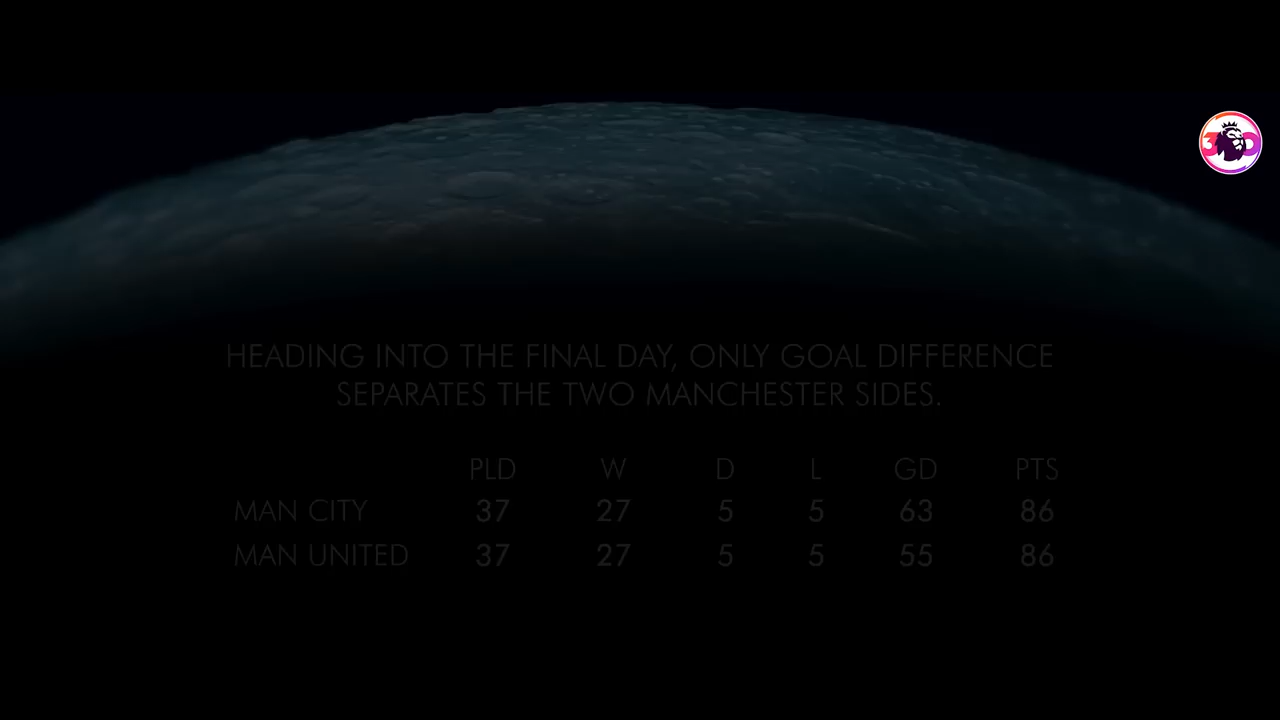 30
HEADING INTO THE FINAL DAY, ONLY GOAL DIFFERENCE
SEPARATES THE TWO MANCHESTER SIDES.
PLD W D L GD PTS
MAN CITY 37 27 5 5 63 86
MAN UNITED 37 27 5 5 55 86